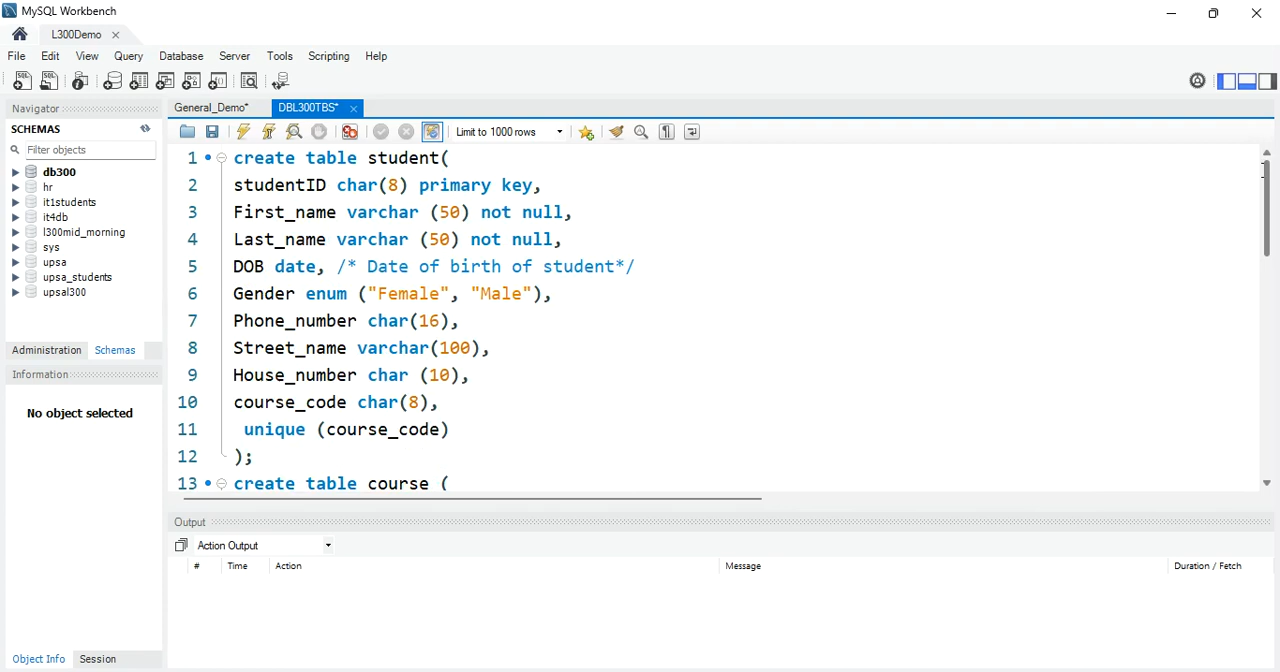 MySQL Workbench
L300Demo
File Edit View Query Database Server Tools Scripting Help
Navigator
General_Demo* DBL300TBS*
SCHEMAS
Filter objects
Limit to 1000 rows
db300
hr
it1students
it4db
l300mid_morning
sys
upsa
upsa_students
upsal300
Administration Schemas
Information
No object selected
1 create table student(
2 studentID char(8) primary key,
3 First_name varchar (50) not null,
4 Last_name varchar (50) not null,
5 DOB date, /* Date of birth of student*/
6 Gender enum ("Female", "Male"),
7 Phone_number char(16),
8 Street_name varchar(100),
9 House_number char (10),
10 course_code char(8),
11 unique (course_code)
12 );
13 create table course (
Output
Action Output
# Time Action Message Duration / Fetch
Object Info Session